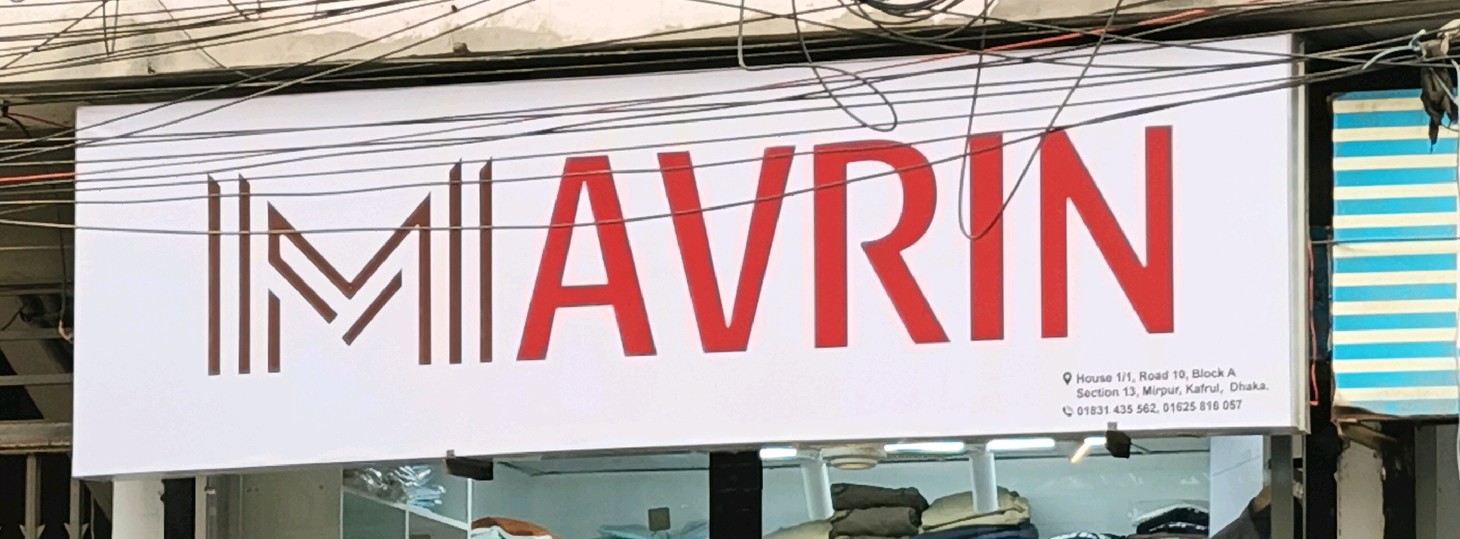 MAVRIN
House 1/1, Road 10, Block A
Section 13, Mirpur, Kafrul, Dhaka.
01831 435 562, 01625 816 057